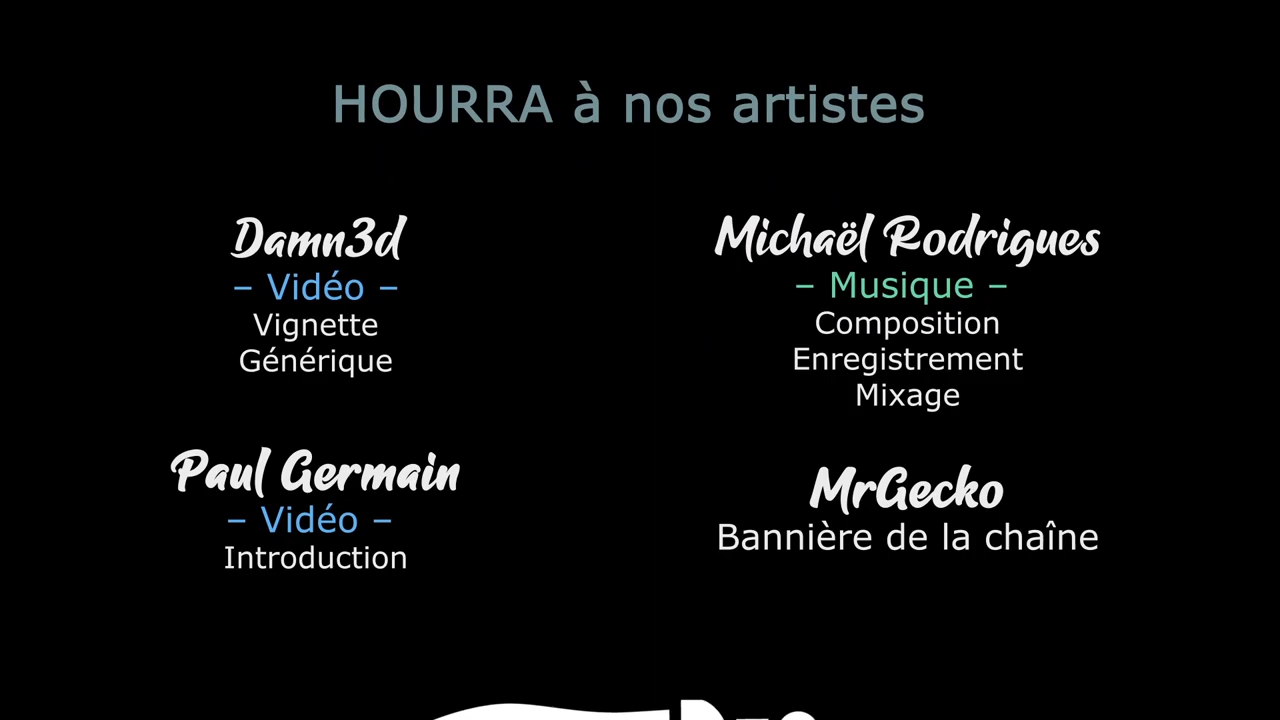 HOURRA à nos artistes
Damn3d
– Vidéo –
Vignette
Générique
Michaël Rodrigues
– Musique –
Composition
Enregistrement
Mixage
Paul Germain
– Vidéo –
Introduction
MrGecko
Bannière de la chaîne